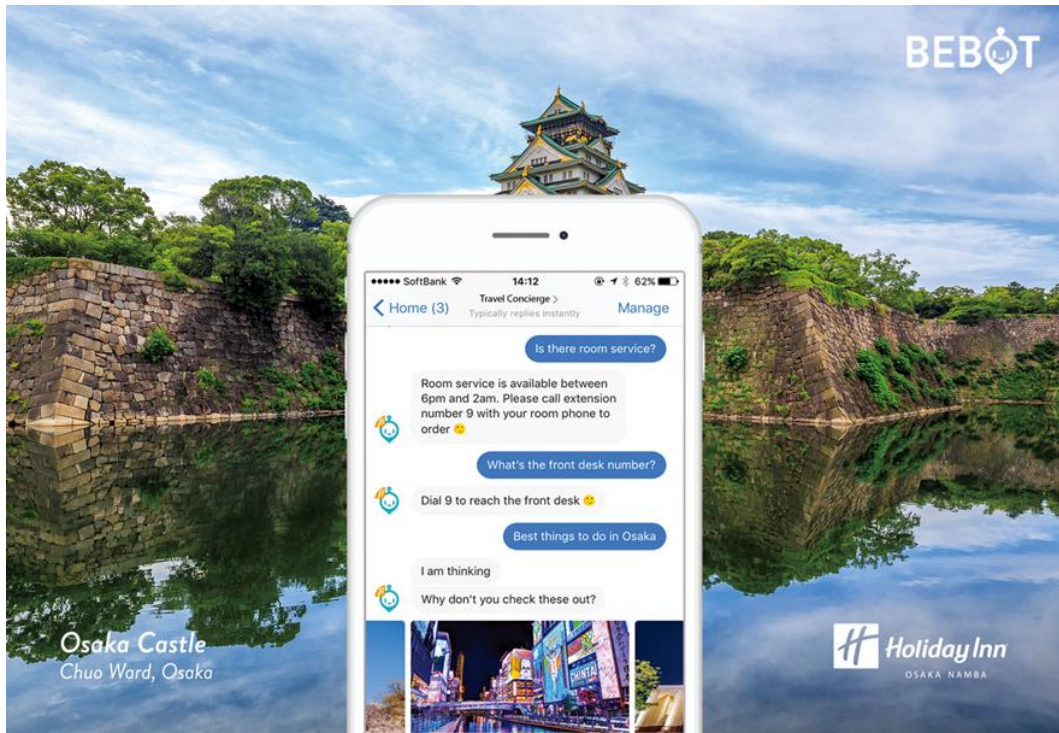 BEBOT
SoftBank
14:12
62%
Home (3)
Travel Concierge >
Typically replies instantly
Manage
Is there room service?
Room service is available between
6pm and 2am. Please call extension
number 9 with your room phone to
order
What's the front desk number?
Dial 9 to reach the front desk
Best things to do in Osaka
I am thinking
Why don't you check these out?
CHINTAI
Osaka Castle
Chuo Ward, Osaka
H Holiday Inn
OSAKA NAMBA